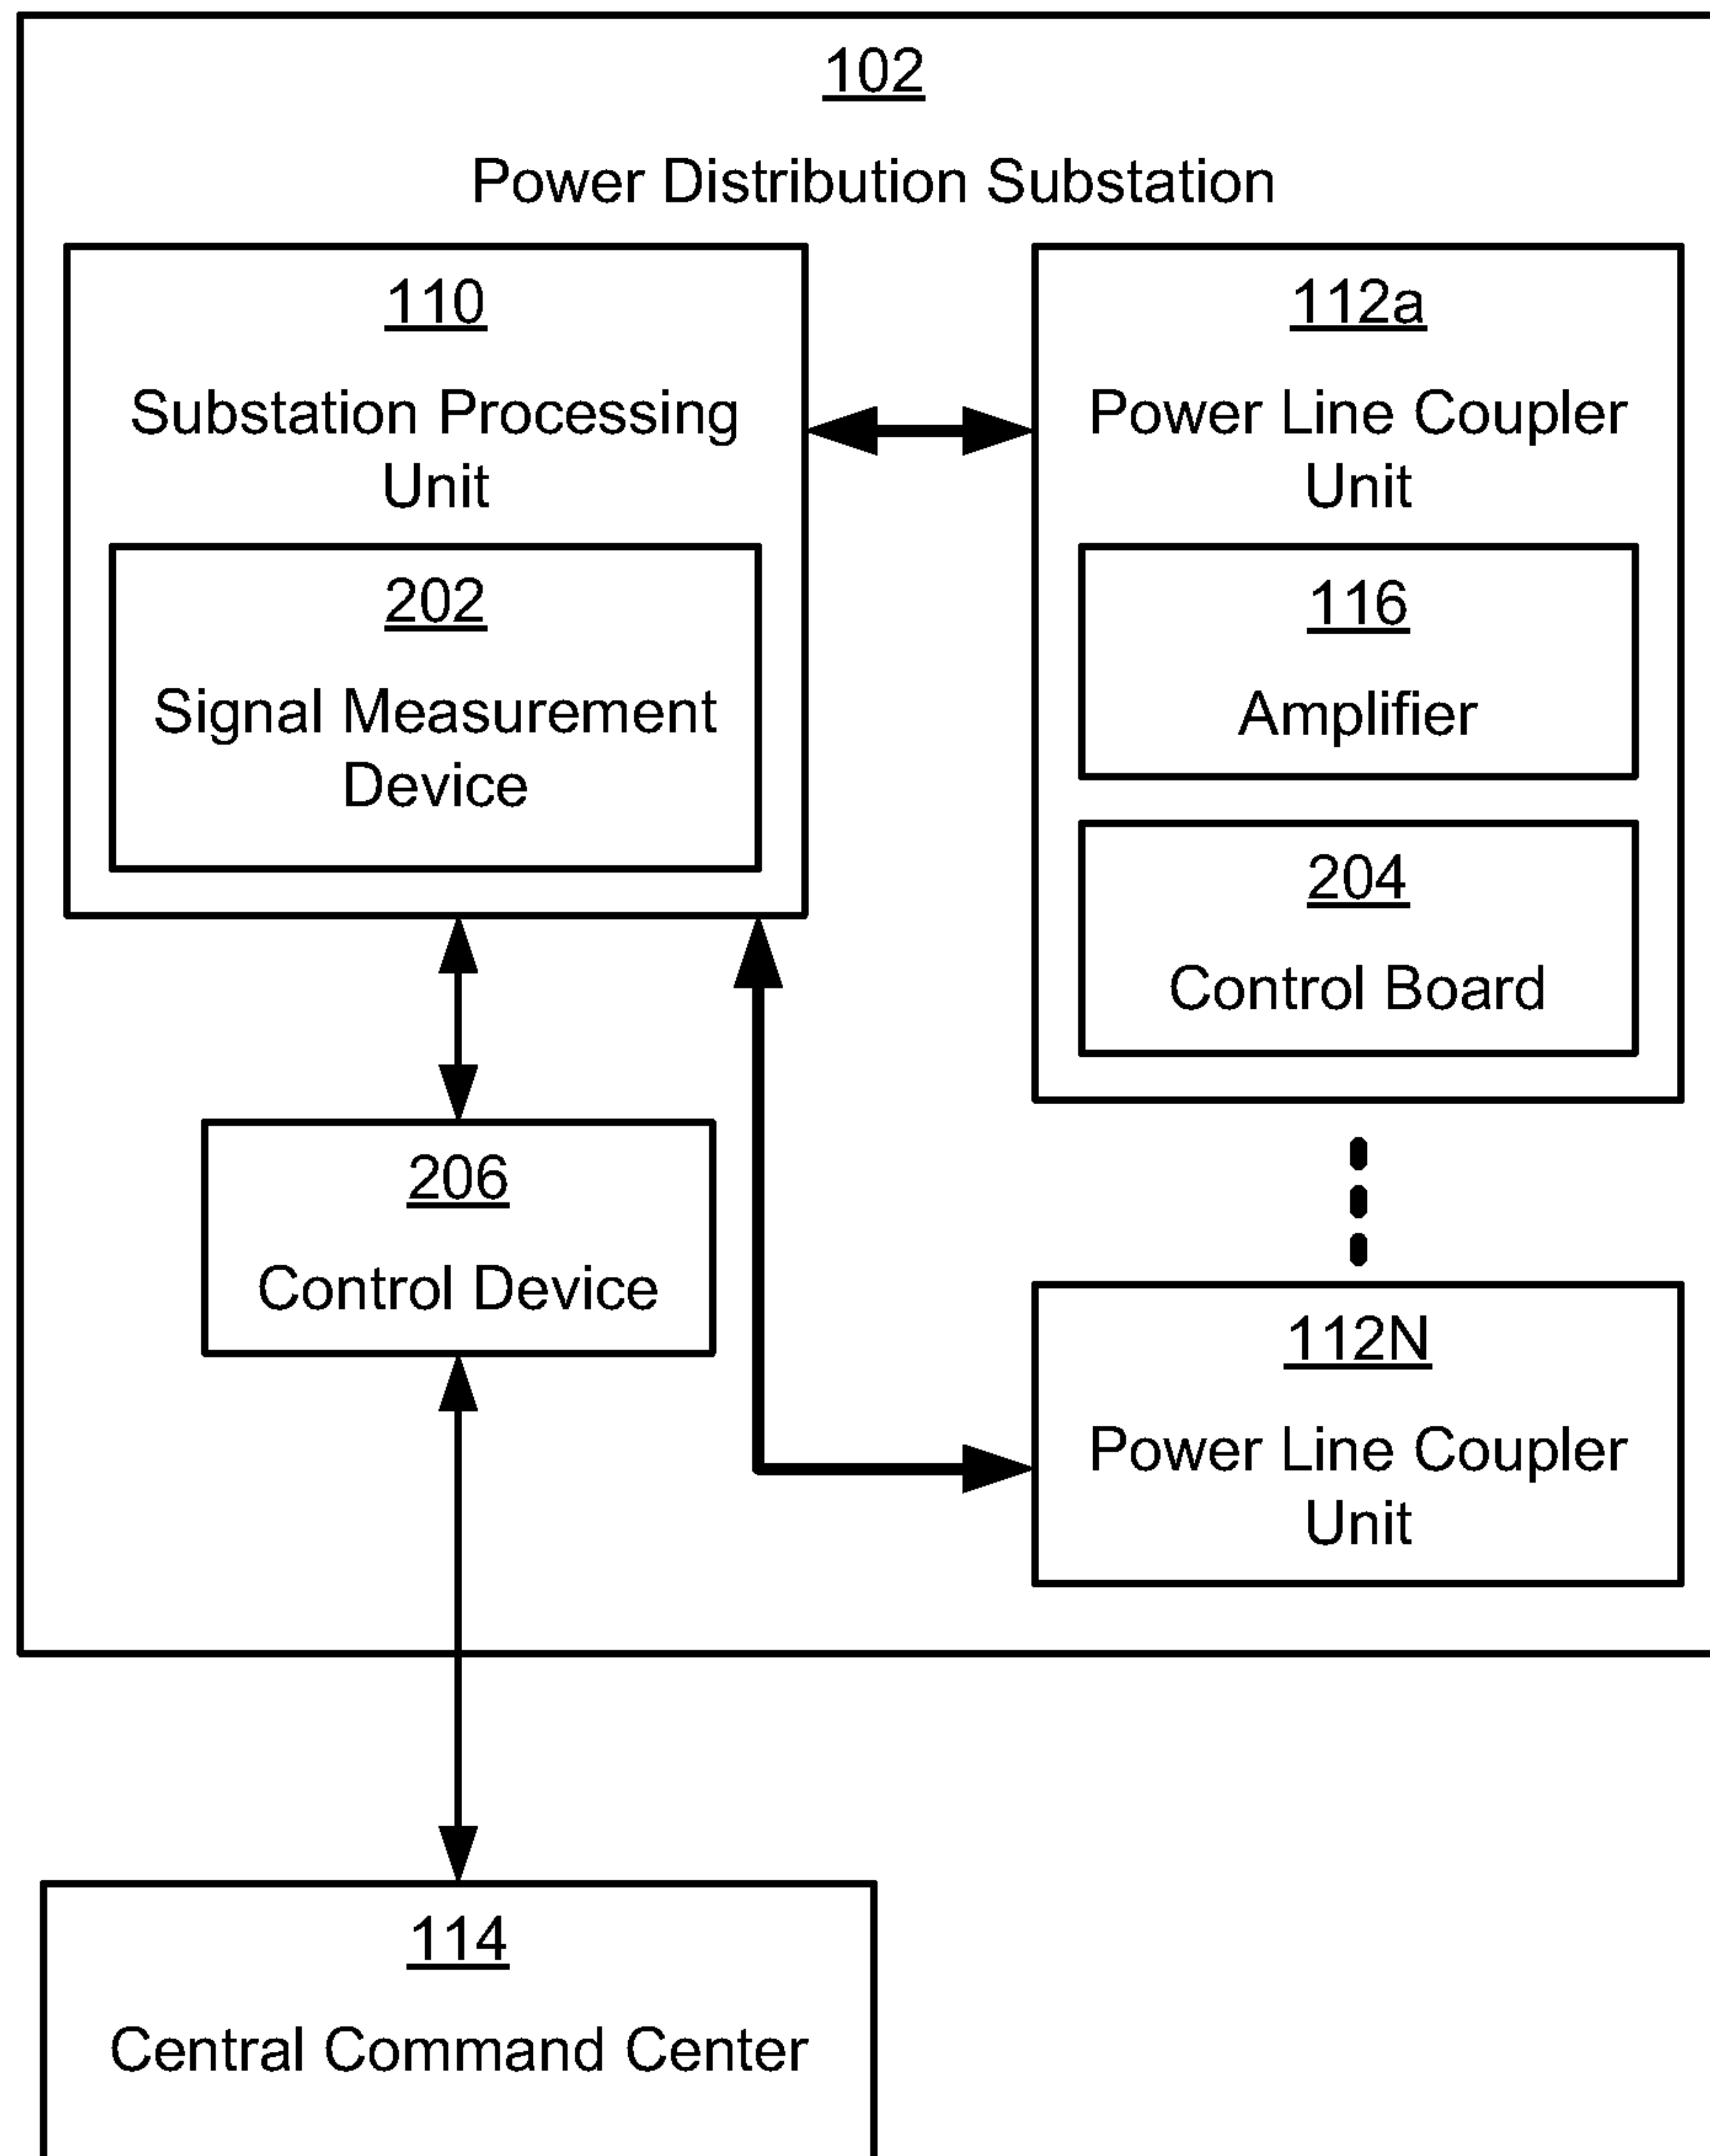 102
Power Distribution Substation
110
Substation Processing
Unit
202
Signal Measurement
Device
112a
Power Line Coupler
Unit
116
Amplifier
204
Control Board
206
Control Device
112N
Power Line Coupler
Unit
114
Central Command Center